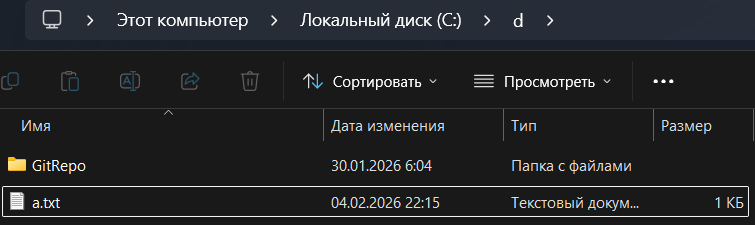 Этот компьютер > Локальный диск (C:) > d >
Сортировать Просмотреть •••
Имя Дата изменения Тип Размер
GitRepo 30.01.2026 6:04 Папка с файлами
a.txt 04.02.2026 22:15 Текстовый докум... 1 КБ